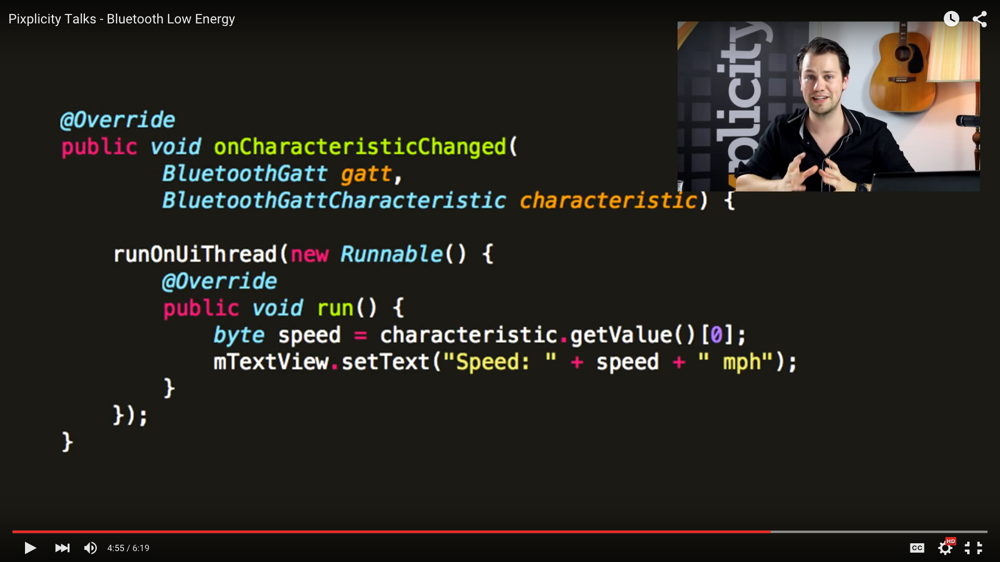 Pixplicity Talks - Bluetooth Low Energy
plicity
@Override
public void onCharacteristicChanged(
BluetoothGatt gatt,
BluetoothGattCharacteristic characteristic) {
runOnUiThread(new Runnable() {
@Override
public void run() {
byte speed = characteristic.getValue()[0];
mTextView.setText("Speed: " + speed + " mph");
}
});
}
4:55 / 6:19
CC
HD